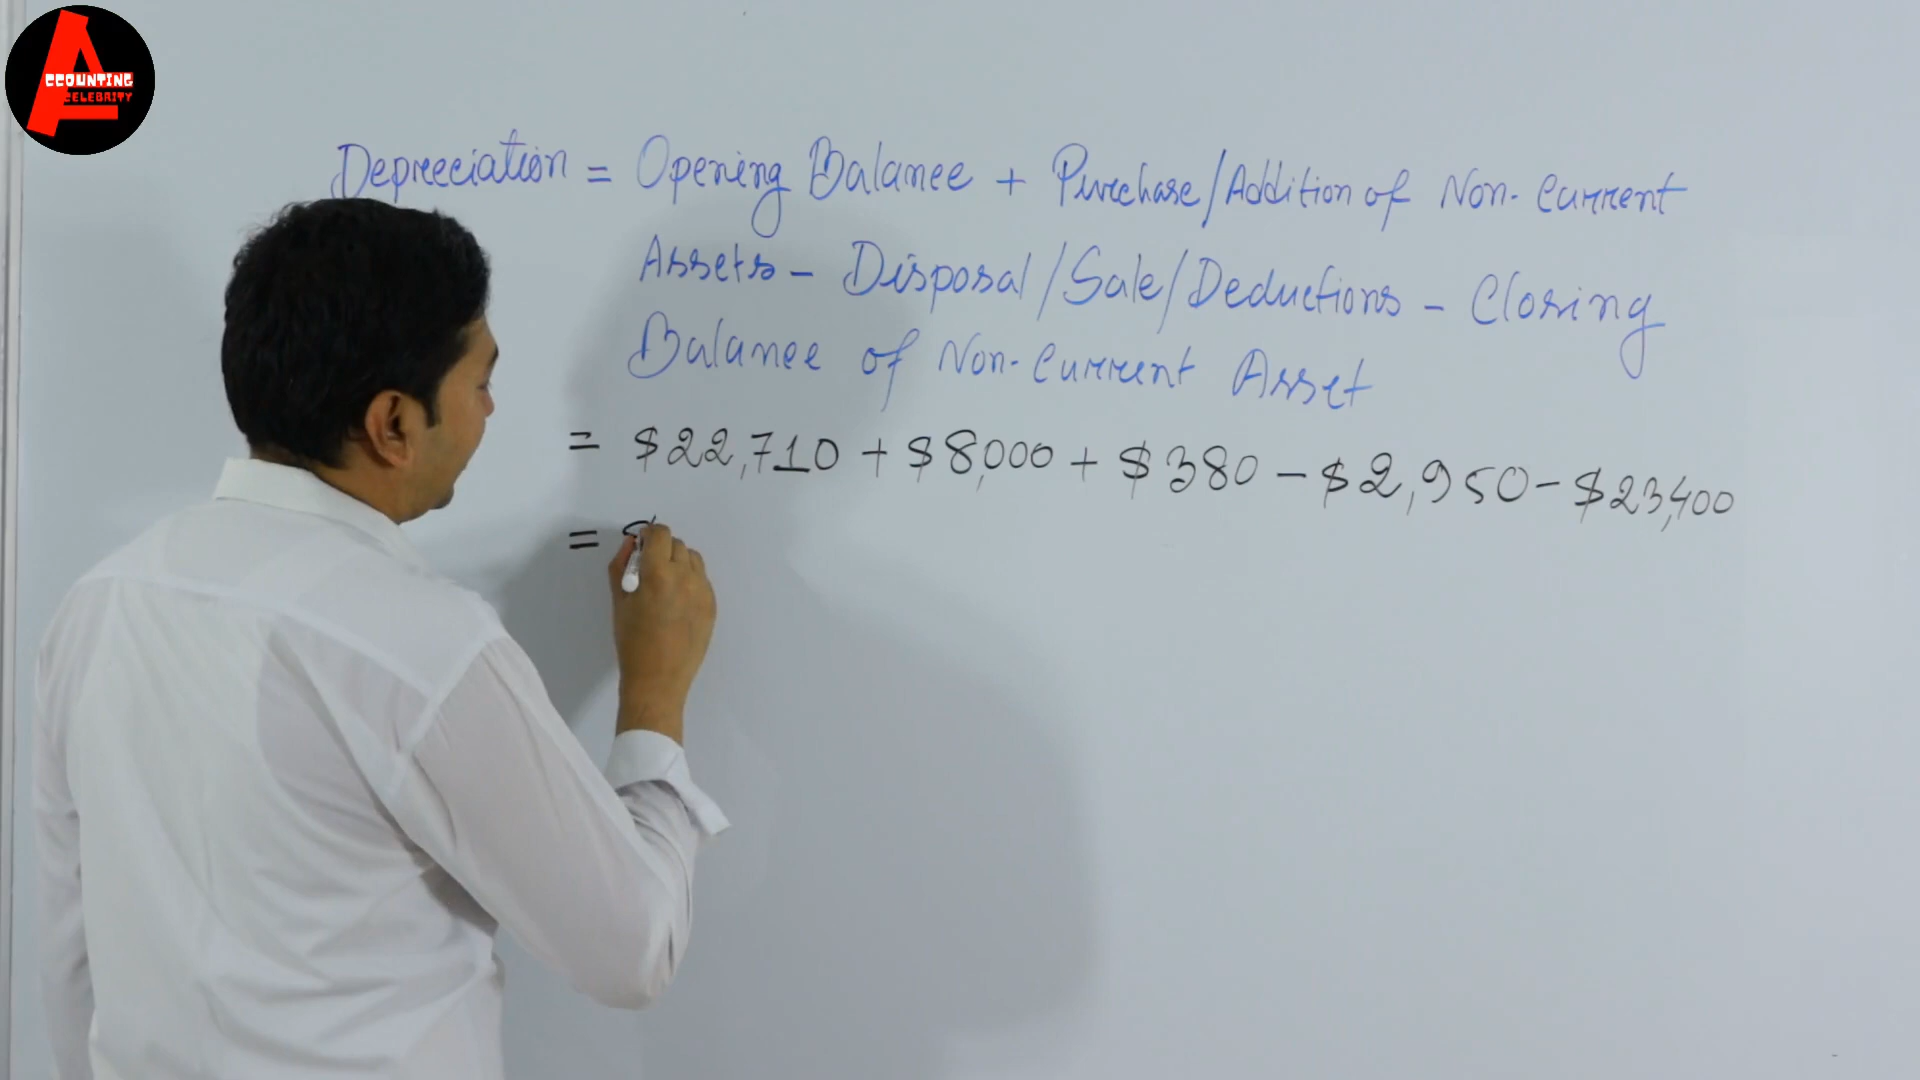 ACCOUNTING
CELEBRITY
Depreciation = Opening Balance + Purchase/Addition of Non-Current
Assets - Disposal/Sale/Deductions - Closing
Balance of Non-Current Asset
= $22,710 + $8,000 + $380 - $2,950 - $23,400
= $